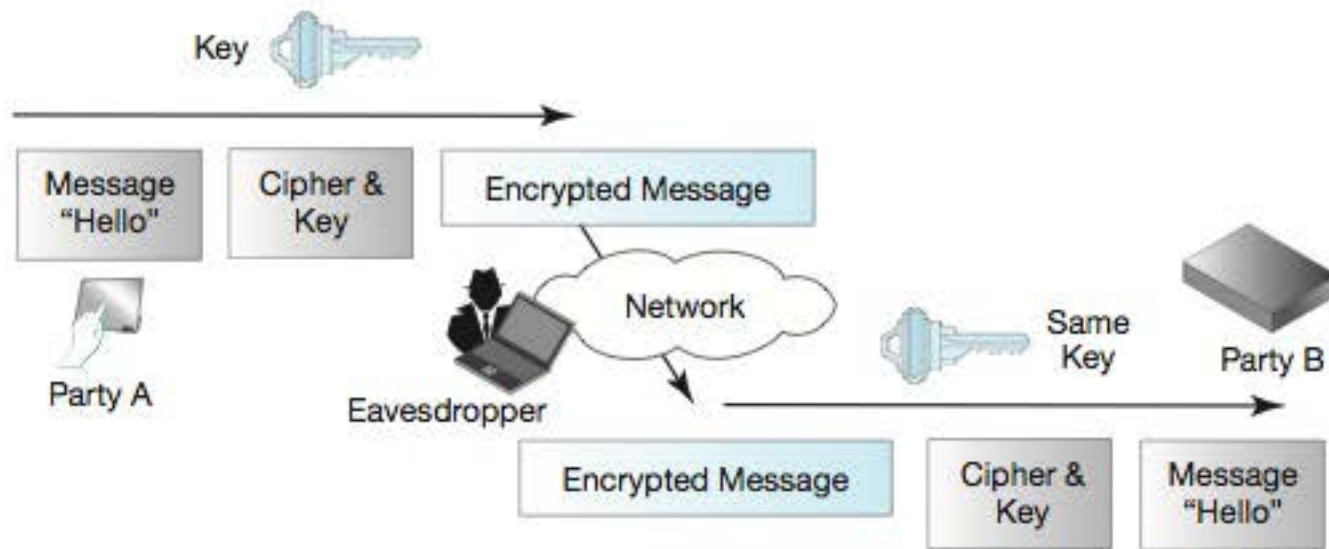 Key
Message
“Hello"
Cipher &
Key
Encrypted Message
Party A
Network
Eavesdropper
Same
Key
Party B
Encrypted Message
Cipher &
Key
Message
“Hello"